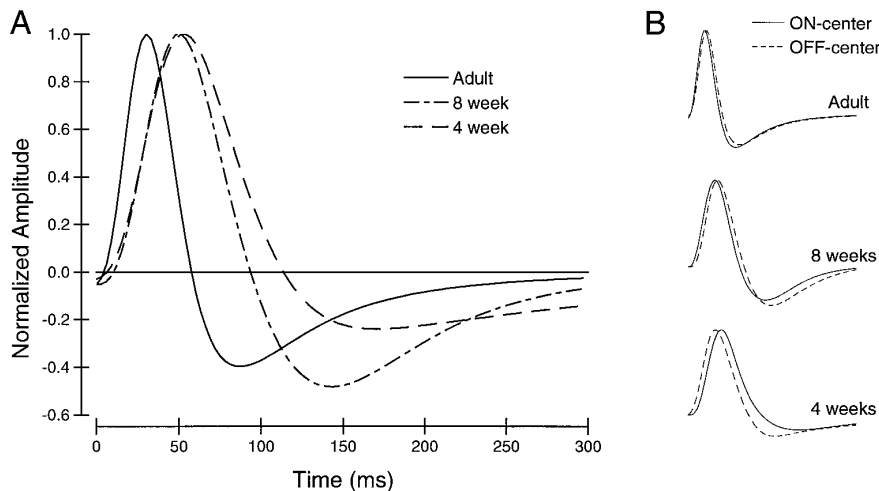 A
1.0
0.8
0.6
0.4
0.2
0.0
-0.2
-0.4
-0.6
Normalized Amplitude
Adult
8 week
4 week
0
50
100
150
200
250
300
Time (ms)
B
ON-center
OFF-center
Adult
8 weeks
4 weeks